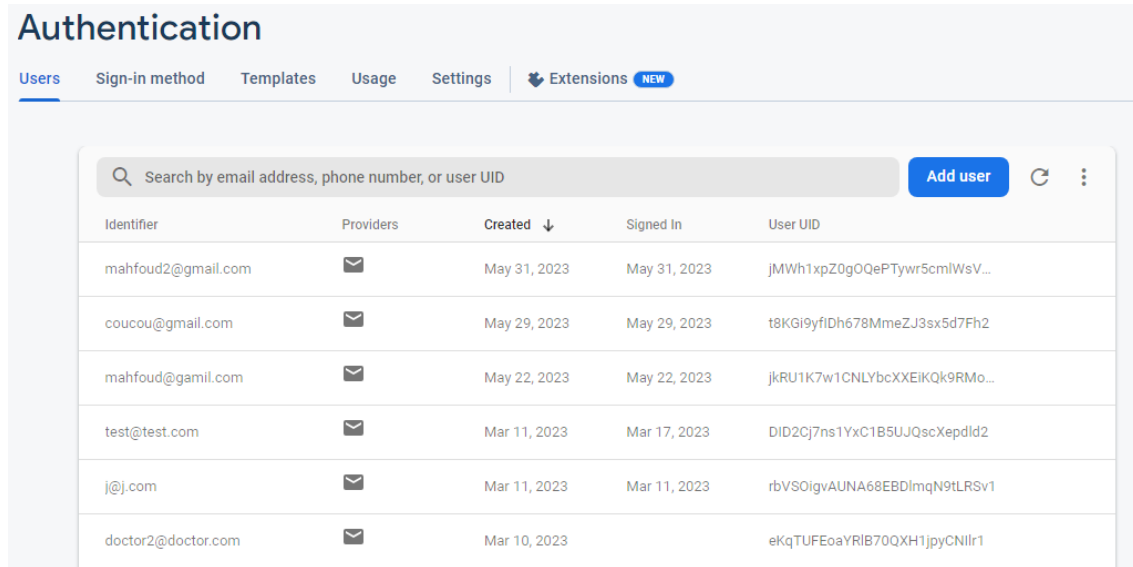 Authentication
Users Sign-in method Templates Usage Settings Extensions NEW
Search by email address, phone number, or user UID Add user
Identifier Providers Created Signed In User UID
mahfoud2@gmail.com May 31, 2023 May 31, 2023 jMWh1xpZ0gOQePTywr5cmlWsV...
coucou@gmail.com May 29, 2023 May 29, 2023 t8KGi9yfIDh678MmeZJ3sx5d7Fh2
mahfoud@gamil.com May 22, 2023 May 22, 2023 jkRU1K7w1CNLYbcXXEiKQk9RMo...
test@test.com Mar 11, 2023 Mar 17, 2023 DID2Cj7ns1YxC1B5UJQscXepdld2
j@j.com Mar 11, 2023 Mar 11, 2023 rbVSOigvAUNA68EBDlmqN9tLRSv1
doctor2@doctor.com Mar 10, 2023 eKqTUFEoaYRlB70QXH1jpyCNIlr1